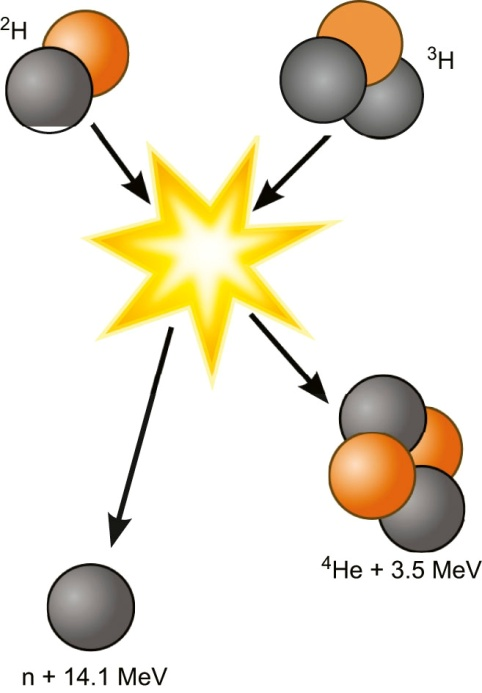 ²H
³H
⁴He + 3.5 MeV
n + 14.1 MeV